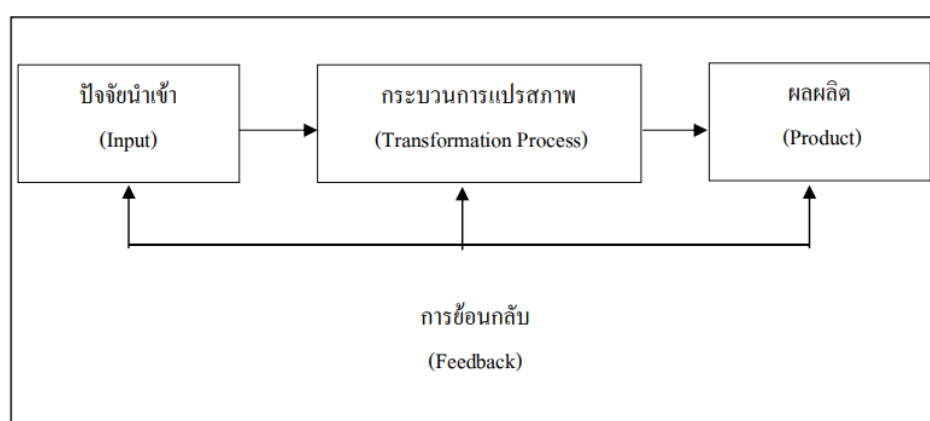 ปัจจัยนำเข้า
(Input)
กระบวนการแปรสภาพ
(Transformation Process)
ผลผลิต
(Product)
การย้อนกลับ
(Feedback)